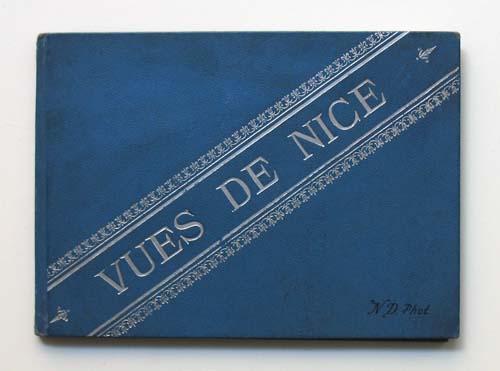 VUES DE NICE
N.D. Phot.